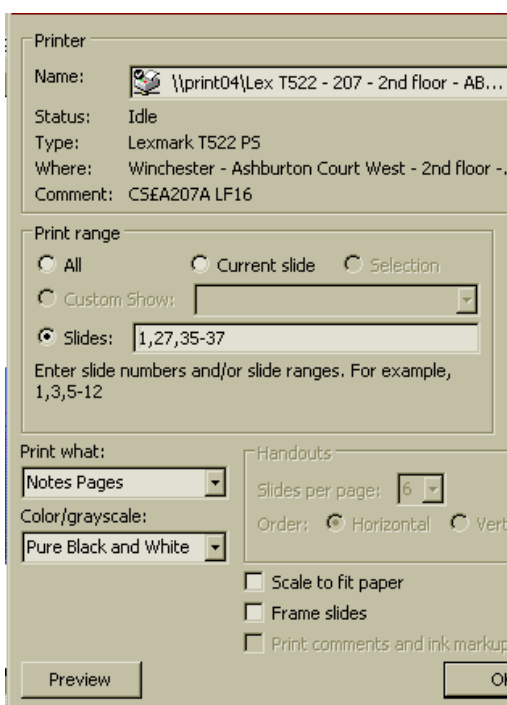 Printer
Name: \\print04\Lex T522 - 207 - 2nd floor - AB...
Status: Idle
Type: Lexmark T522 PS
Where: Winchester - Ashburton Court West - 2nd floor -.
Comment: CS£A207A LF16
Print range
All Current slide Selection
Custom Show:
Slides: 1,27,35-37
Enter slide numbers and/or slide ranges. For example,
1,3,5-12
Print what:
Notes Pages
Color/grayscale:
Pure Black and White
Handouts
Slides per page: 6
Order: Horizontal Vert
Scale to fit paper
Frame slides
Print comments and ink markup
Preview